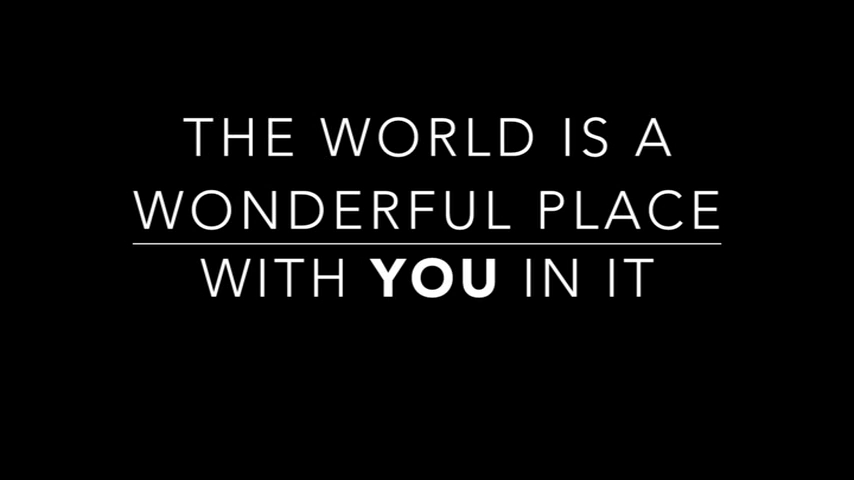 THE WORLD IS A
WONDERFUL PLACE
WITH YOU IN IT